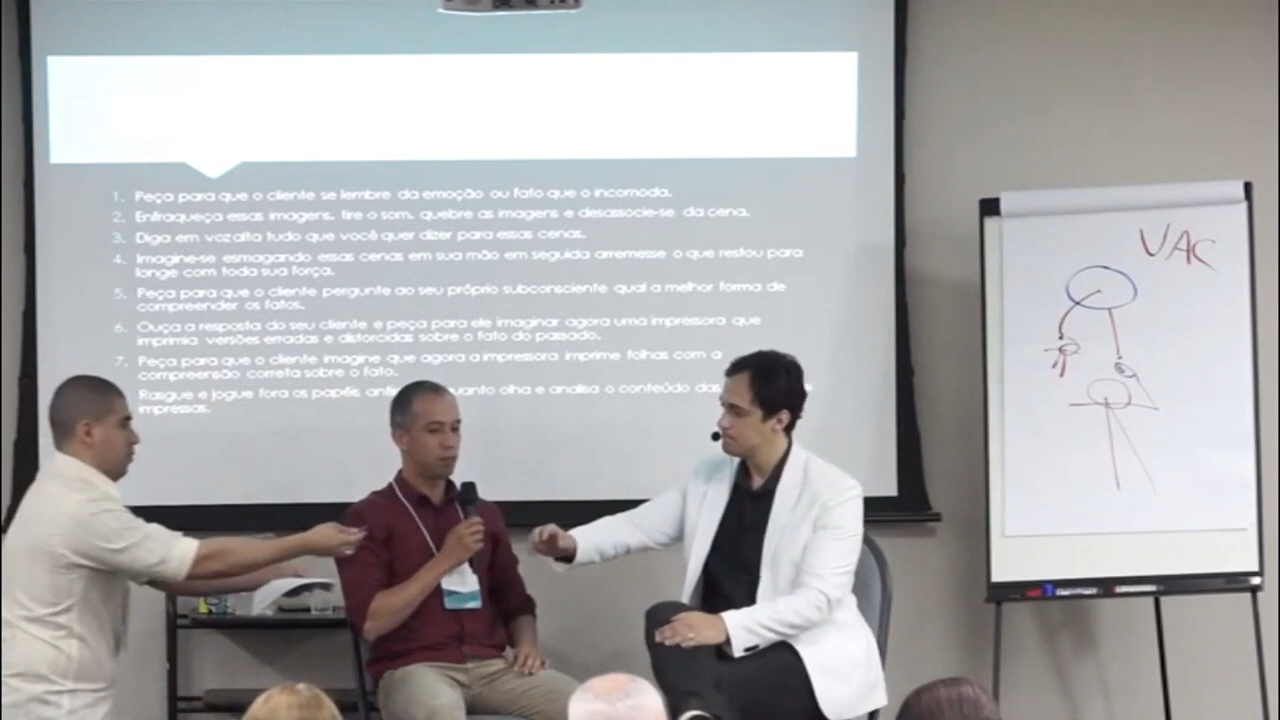 1. Peça para que o cliente se lembre da emoção ou fato que o incomoda.
2. Enfraqueça essas imagens, tire o som, quebre as imagens e desassocie-se da cena.
3. Diga em voz alta tudo que você quer dizer para essas cenas.
4. Imagine-se esmagando essas cenas em sua mão em seguida arremesse o que restou para
longe com toda sua força.
5. Peça para que o cliente pergunte ao seu próprio subconsciente qual a melhor forma de
compreender os fatos.
6. Ouça a resposta do seu cliente e peça para ele imaginar agora uma impressora que
imprimia versões erradas e distorcidas sobre o fato do passado.
7. Peça para que o cliente imagine que agora a impressora imprime folhas com a
compreensão correta sobre o fato.
Rasgue e jogue fora os papéis olha e analisa o conteúdo das
impressas.
VAC